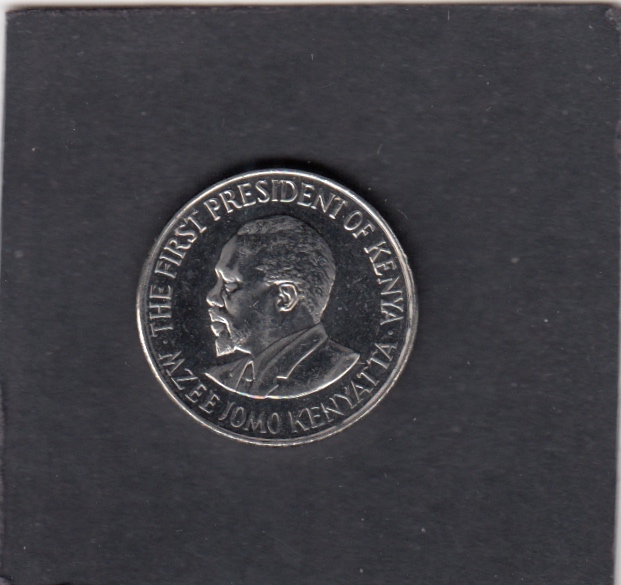 THE FIRST PRESIDENT OF KENYA
MZEE JOMO KENYATTA